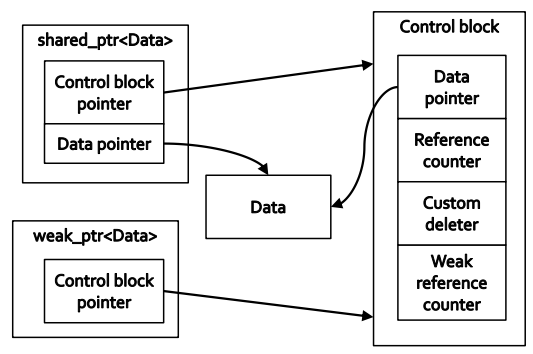 shared_ptr<Data>
Control block
pointer
Data pointer
weak_ptr<Data>
Control block
pointer
Data
Control block
Data
pointer
Reference
counter
Custom
deleter
Weak
reference
counter